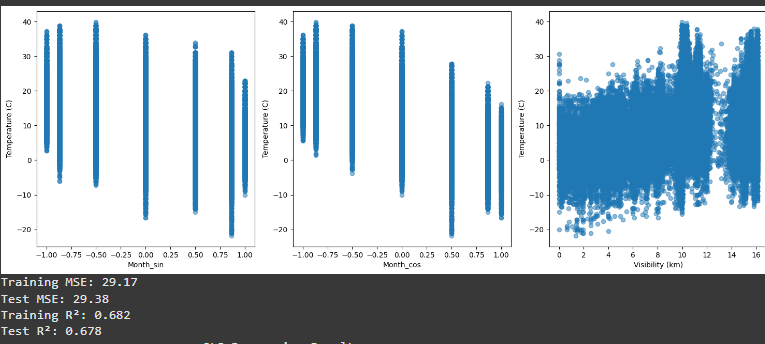 40 40 40
30 30 30
20 20 20
10 10 10
0 0 0
−10 −10 −10
−20 −20 −20
Temperature (C) Temperature (C) Temperature (C)
−1.00 −0.75 −0.50 −0.25 0.00 0.25 0.50 0.75 1.00 −1.00 −0.75 −0.50 −0.25 0.00 0.25 0.50 0.75 1.00 0 2 4 6 8 10 12 14 16
Month_sin Month_cos Visibility (km)
Training MSE: 29.17
Test MSE: 29.38
Training R²: 0.682
Test R²: 0.678